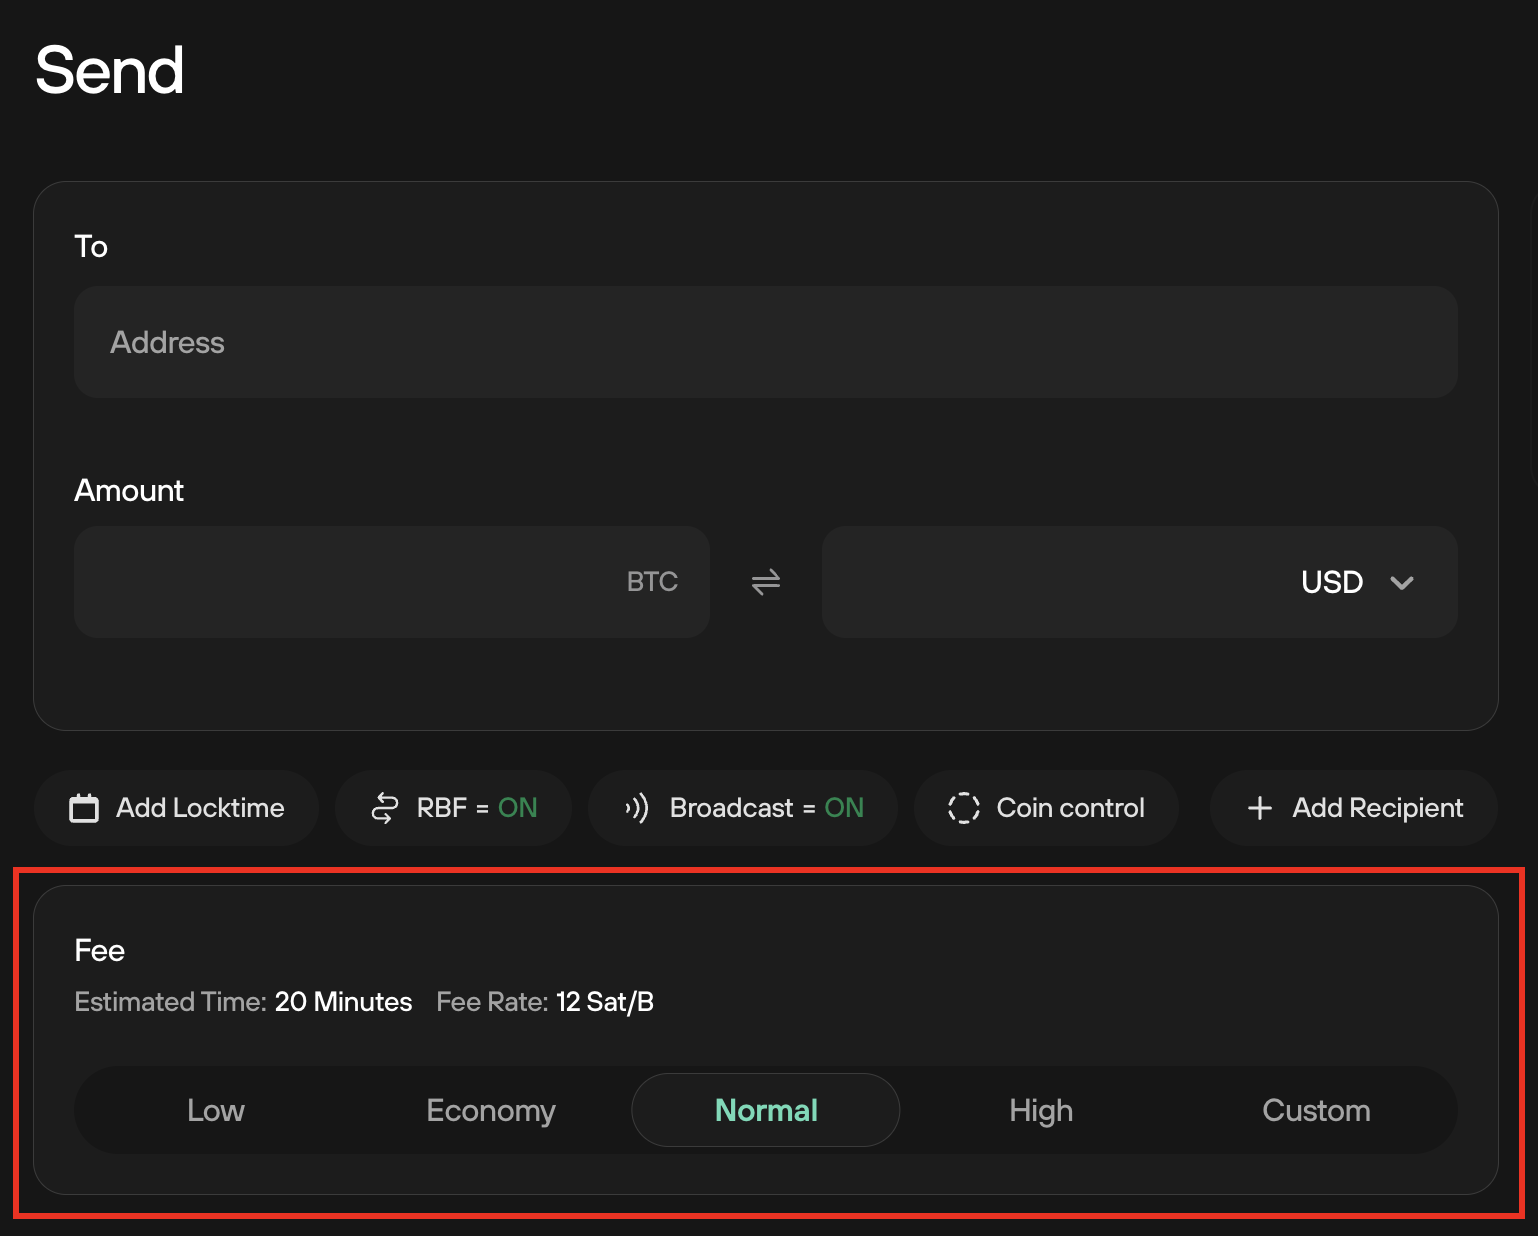 Send
To
Address
Amount
BTC
USD
Add Locktime
RBF = ON
Broadcast = ON
Coin control
Add Recipient
Fee
Estimated Time: 20 Minutes Fee Rate: 12 Sat/B
Low Economy Normal High Custom